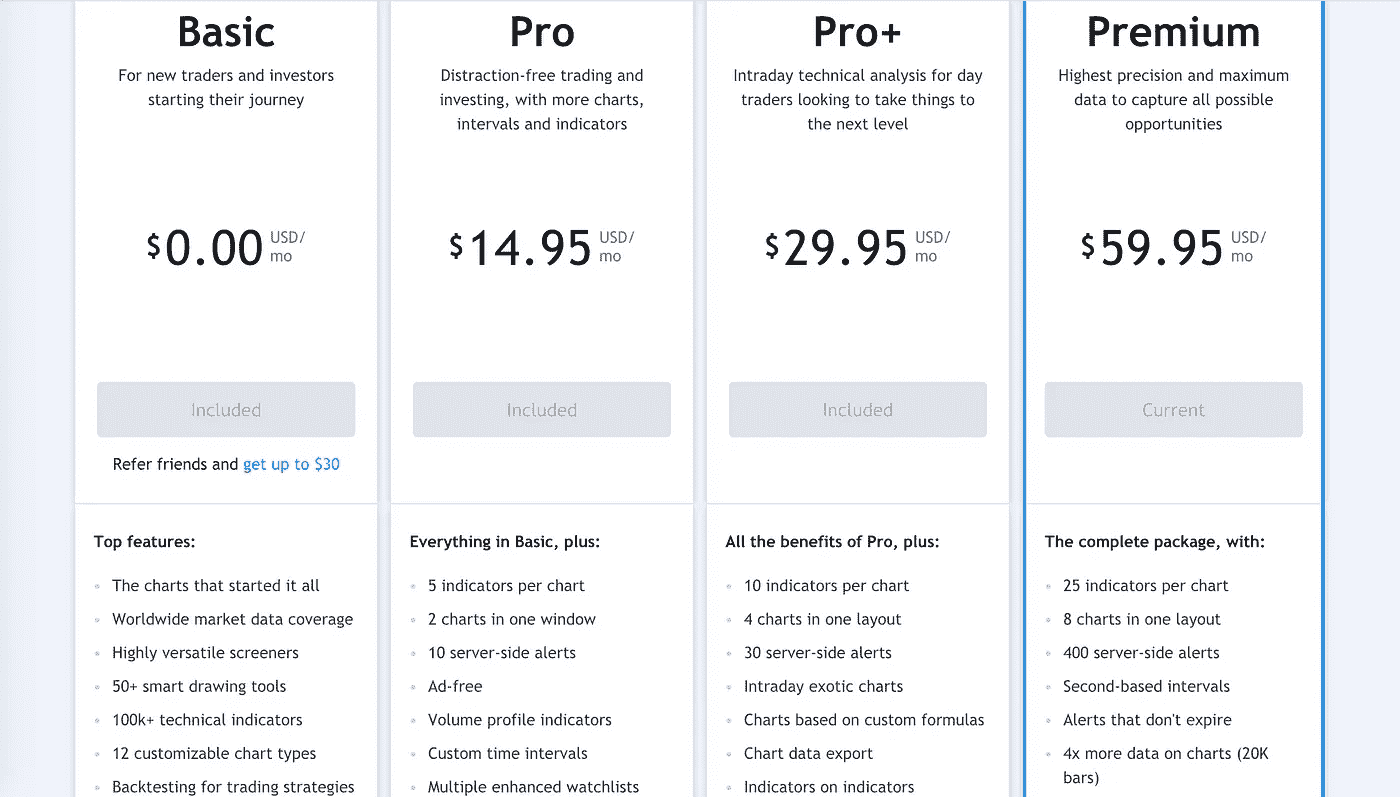 Basic
For new traders and investors
starting their journey
$0.00 USD/
mo
Included
Refer friends and get up to $30
Top features:
The charts that started it all
Worldwide market data coverage
Highly versatile screeners
50+ smart drawing tools
100k+ technical indicators
12 customizable chart types
Backtesting for trading strategies
Pro
Distraction-free trading and
investing, with more charts,
intervals and indicators
$14.95 USD/
mo
Included
Everything in Basic, plus:
5 indicators per chart
2 charts in one window
10 server-side alerts
Ad-free
Volume profile indicators
Custom time intervals
Multiple enhanced watchlists
Pro+
Intraday technical analysis for day
traders looking to take things to
the next level
$29.95 USD/
mo
Included
All the benefits of Pro, plus:
10 indicators per chart
4 charts in one layout
30 server-side alerts
Intraday exotic charts
Charts based on custom formulas
Chart data export
Indicators on indicators
Premium
Highest precision and maximum
data to capture all possible
opportunities
$59.95 USD/
mo
Current
The complete package, with:
25 indicators per chart
8 charts in one layout
400 server-side alerts
Second-based intervals
Alerts that don't expire
4x more data on charts (20K
bars)